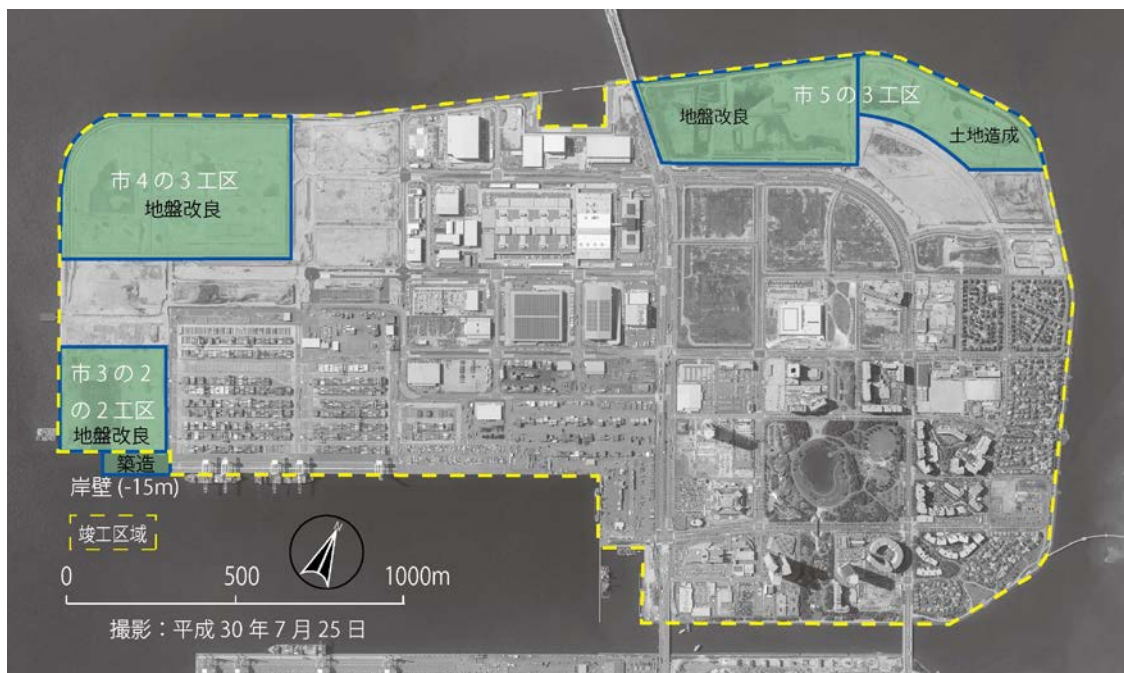 市5の3工区
地盤改良
土地造成
市4の3工区
地盤改良
市3の2
の2工区
地盤改良
築造
岸壁 (-15m)
竣工区域
N
0 500 1000m
撮影：平成 30 年 7 月 25 日